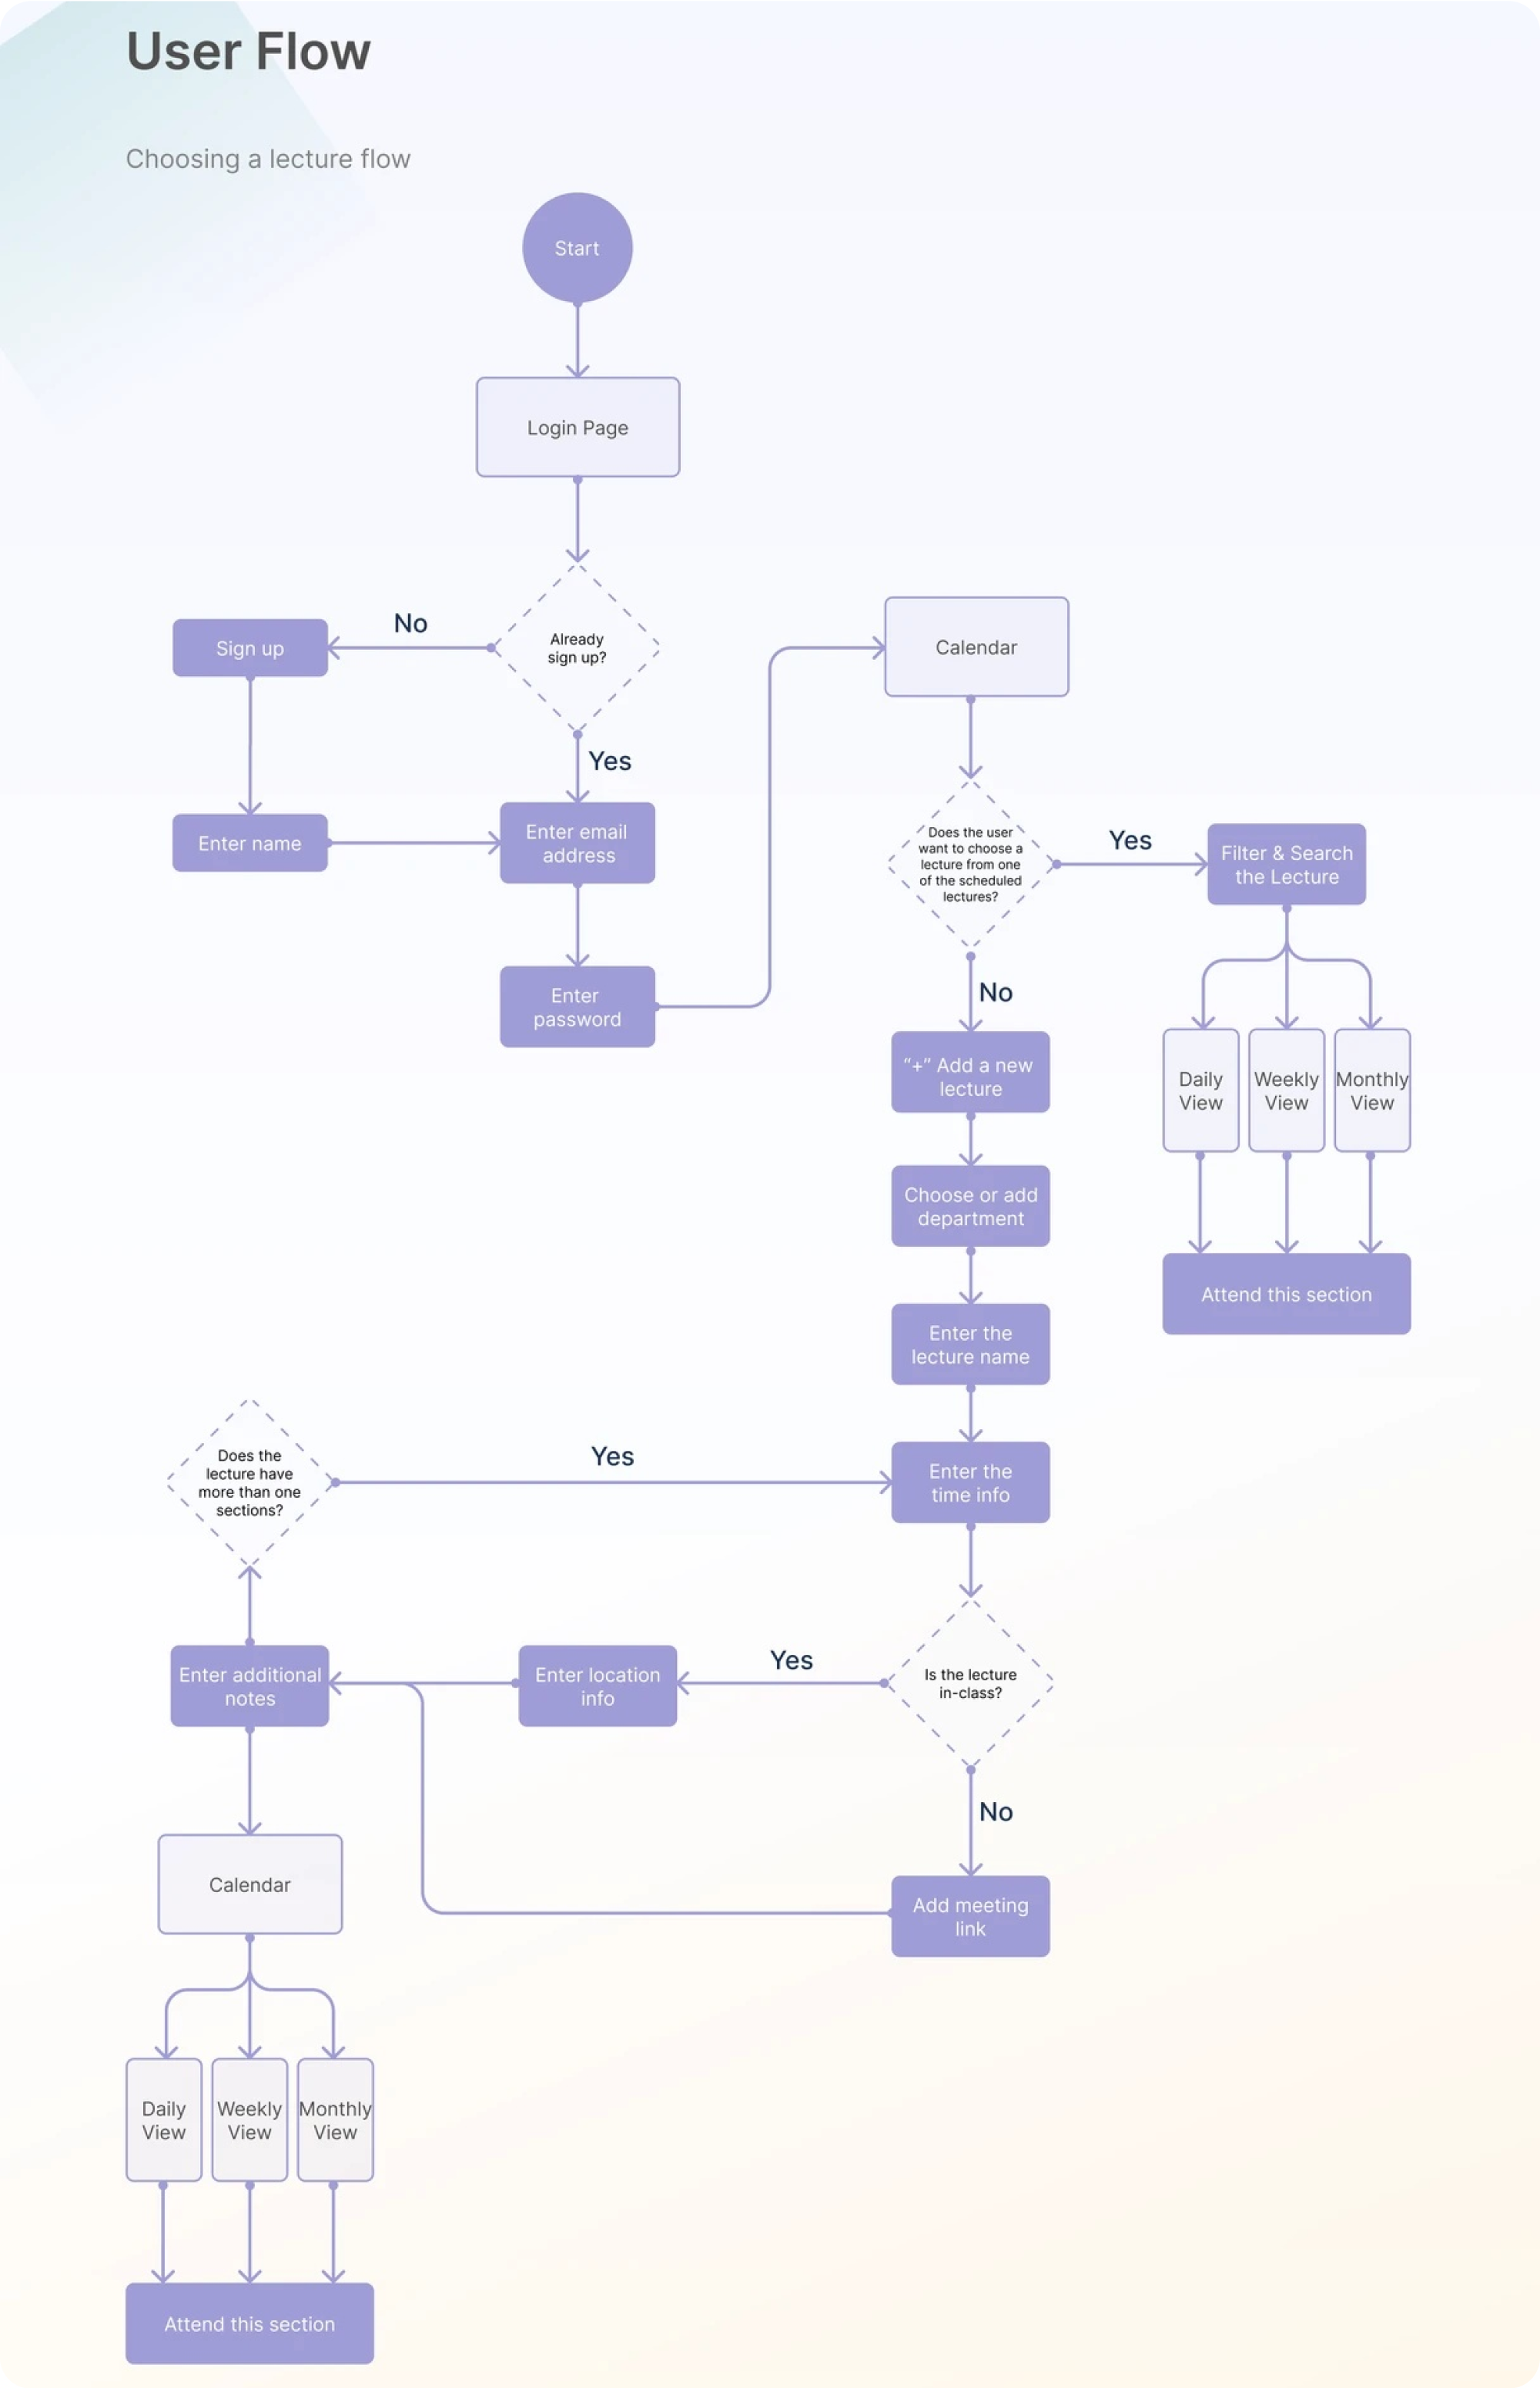 User Flow
Choosing a lecture flow
Start
Login Page
Already
sign up?
No
Sign up
Yes
Enter name
Enter email
address
Enter
password
Calendar
Does the user
want to choose a
lecture from one
of the scheduled
lectures?
Yes
Filter & Search
the Lecture
Daily
View
Weekly
View
Monthly
View
Attend this section
No
“+” Add a new
lecture
Choose or add
department
Enter the
lecture name
Enter the
time info
Is the lecture
in-class?
Yes
Enter location
info
No
Add meeting
link
Enter additional
notes
Does the
lecture have
more than one
sections?
Yes
Calendar
Daily
View
Weekly
View
Monthly
View
Attend this section